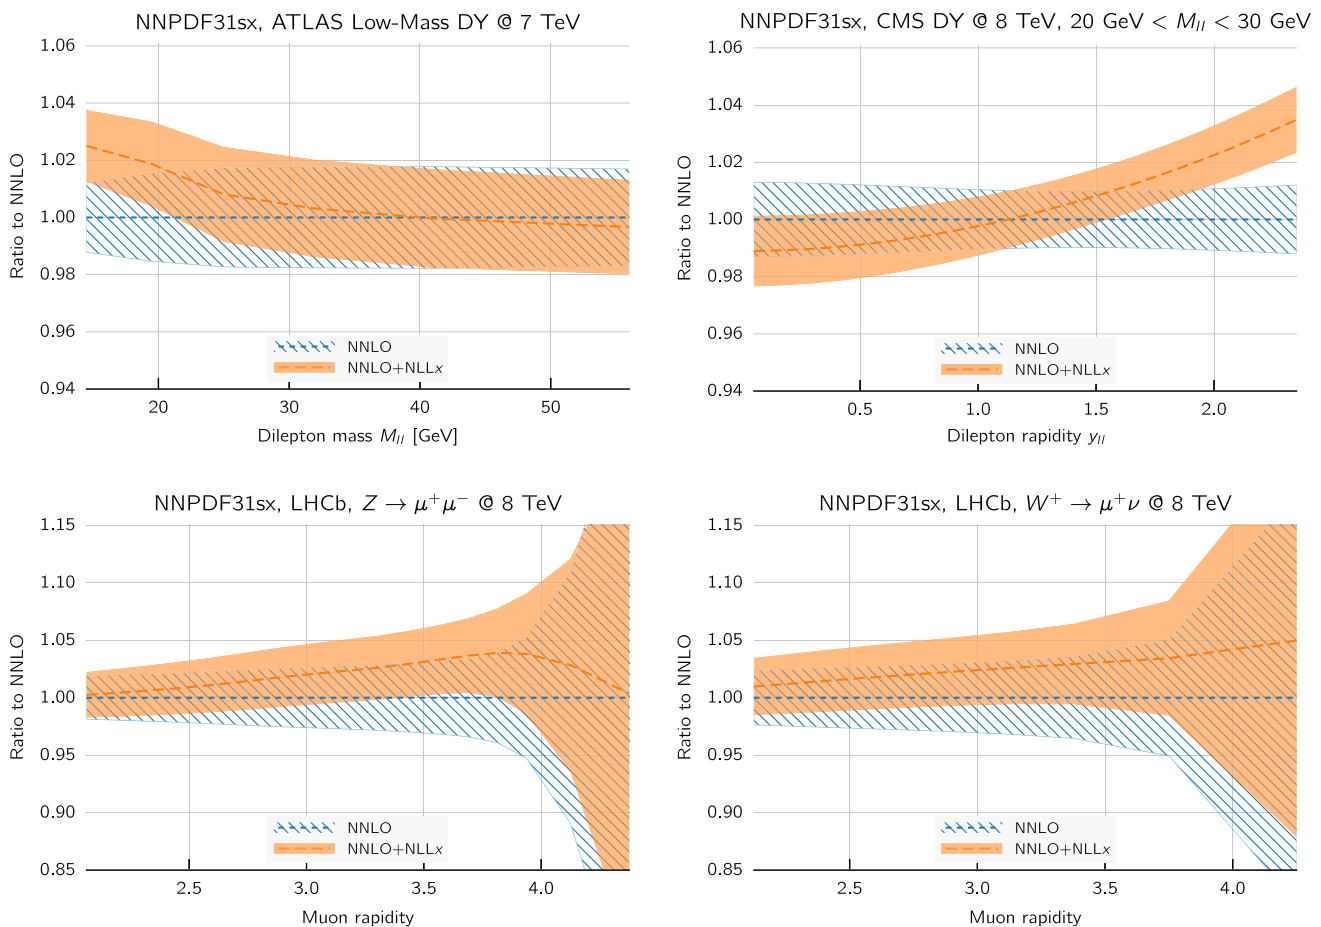 NNPDF31sx, ATLAS Low-Mass DY @ 7 TeV
1.06
1.04
1.02
1.00
0.98
0.96
0.94
Ratio to NNLO
NNLO
NNLO+NLLx
20
30
40
50
Dilepton mass M_ll [GeV]
NNPDF31sx, CMS DY @ 8 TeV, 20 GeV < M_ll < 30 GeV
1.06
1.04
1.02
1.00
0.98
0.96
0.94
Ratio to NNLO
NNLO
NNLO+NLLx
0.5
1.0
1.5
2.0
Dilepton rapidity y_ll
NNPDF31sx, LHCb, Z → μ⁺μ⁻ @ 8 TeV
1.15
1.10
1.05
1.00
0.95
0.90
0.85
Ratio to NNLO
NNLO
NNLO+NLLx
2.5
3.0
3.5
4.0
Muon rapidity
NNPDF31sx, LHCb, W⁺ → μ⁺ν @ 8 TeV
1.15
1.10
1.05
1.00
0.95
0.90
0.85
Ratio to NNLO
NNLO
NNLO+NLLx
2.5
3.0
3.5
4.0
Muon rapidity